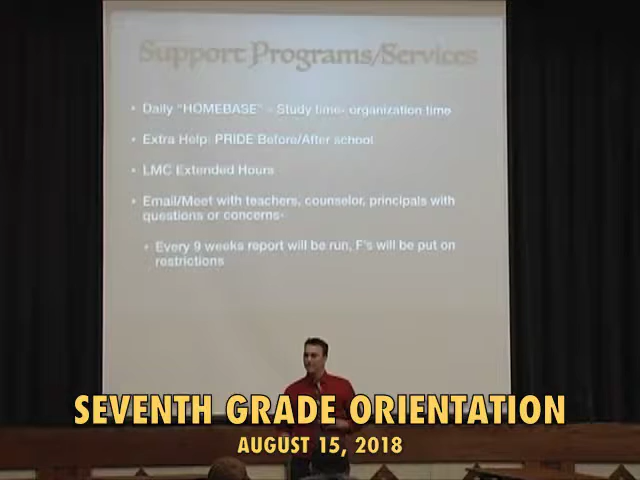 Support Programs/Services
• Daily "HOMEBASE" - Study time- organization time
• Extra Help: PRIDE Before/After school
• LMC Extended Hours
• Email/Meet with teachers, counselor, principals with
questions or concerns-
• Every 9 weeks report will be run, F's will be put on
restrictions
SEVENTH GRADE ORIENTATION
AUGUST 15, 2018